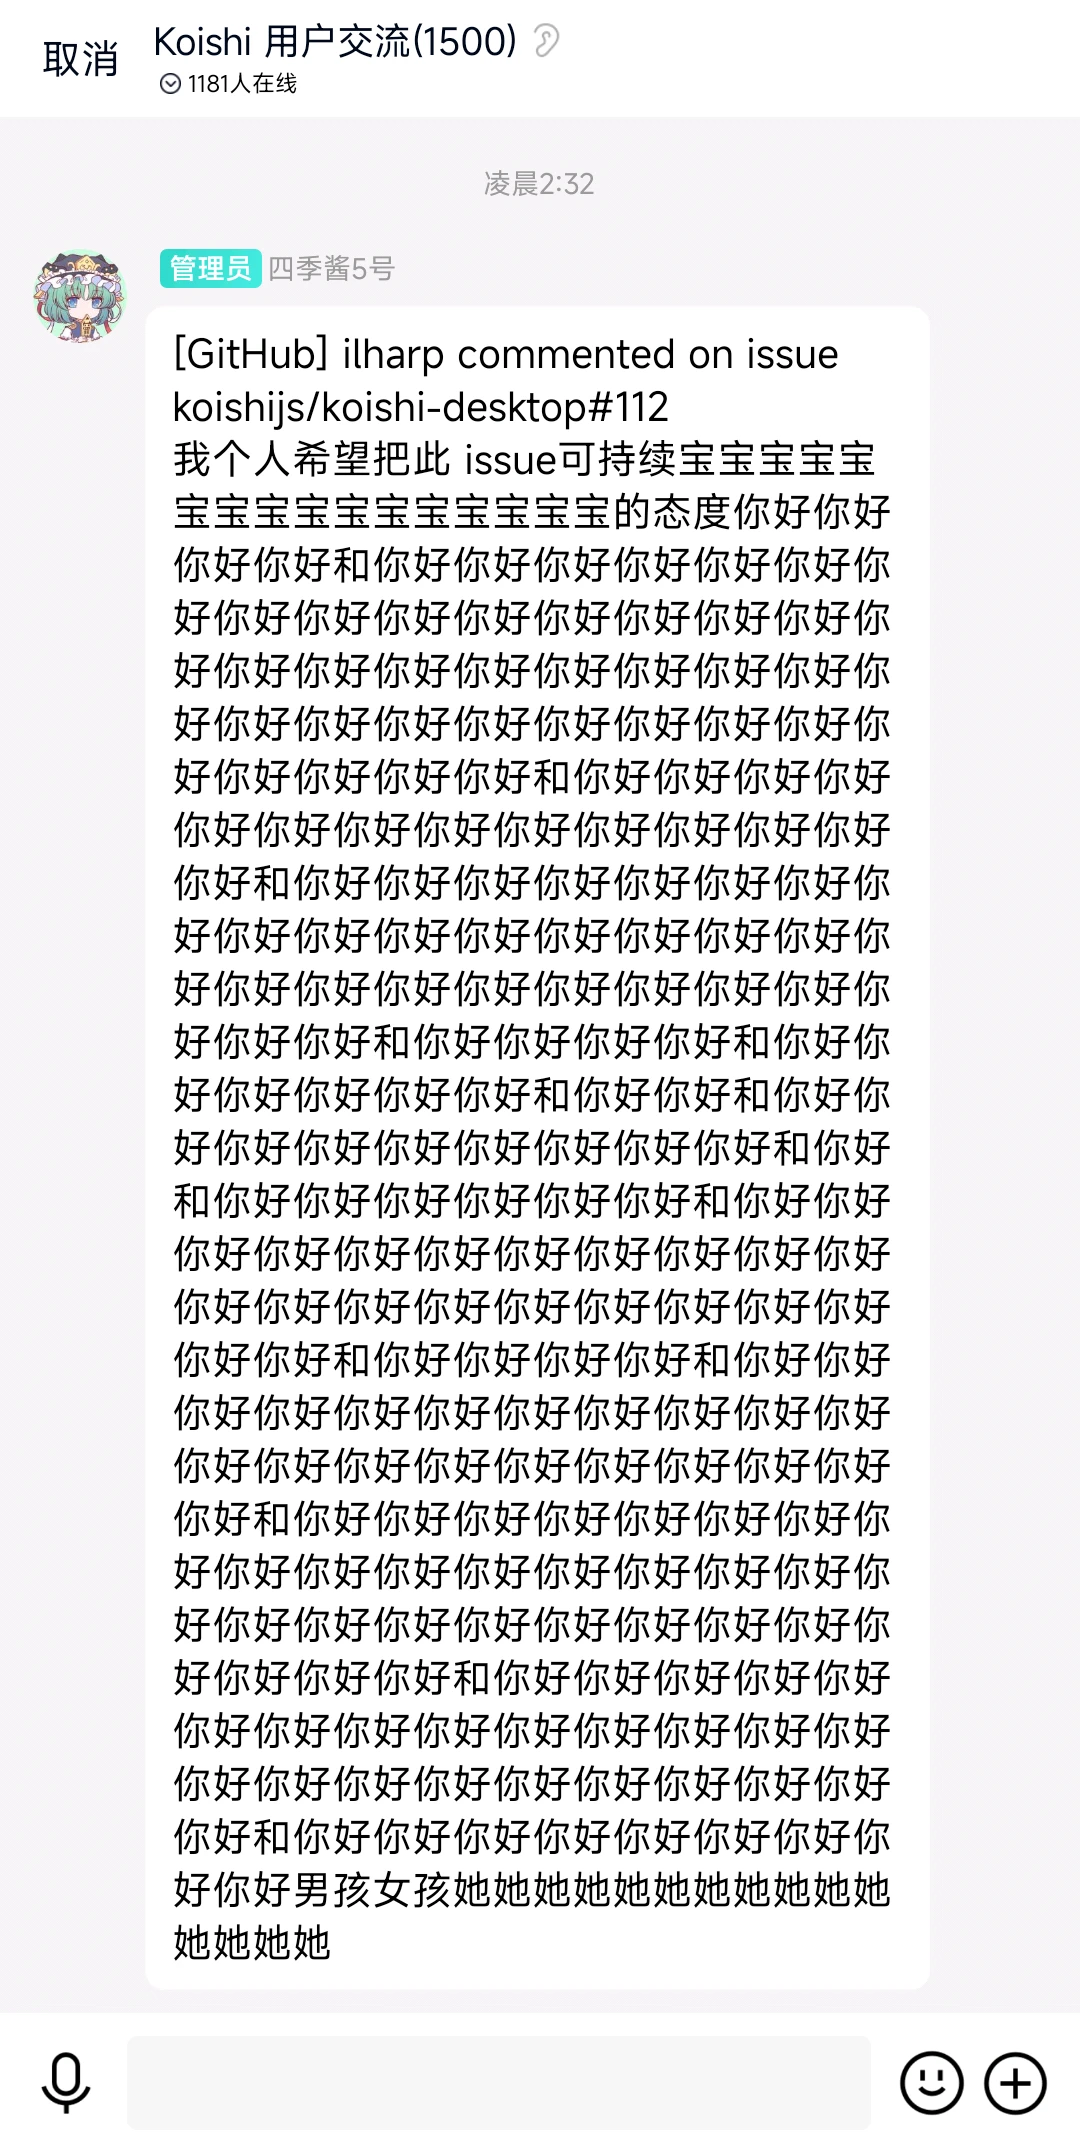 取消
Koishi 用户交流(1500)
1181人在线
凌晨2:32
管理员 四季酱5号
[GitHub] ilharp commented on issue
koishijs/koishi-desktop#112
我个人希望把此 issue可持续宝宝宝宝宝
宝宝宝宝宝宝宝宝宝宝宝的态度你好你好
你好你好和你好你好你好你好你好你好你
好你好你好你好你好你好你好你好你好你
好你好你好你好你好你好你好你好你好你
好你好你好你好你好你好你好你好你好你
好你好你好你好你好和你好你好你好你好
你好你好你好你好你好你好你好你好你好
你好和你好你好你好你好你好你好你好你
好你好你好你好你好你好你好你好你好你
好你好你好你好你好你好你好你好你好你
好你好你好和你好你好你好你好和你好你
好你好你好你好你好和你好你好和你好你
好你好你好你好你好你好你好你好和你好
和你好你好你好你好你好你好和你好你好
你好你好你好你好你好你好你好你好你好
你好你好你好你好你好你好你好你好你好
你好你好和你好你好你好你好和你好你好
你好你好你好你好你好你好你好你好你好
你好你好你好你好你好你好你好你好你好
你好和你好你好你好你好你好你好你好你
好你好你好你好你好你好你好你好你好你
好你好你好你好你好你好你好你好你好你
好你好你好你好和你好你好你好你好你好
你好你好你好你好你好你好你好你好你好
你好你好你好你好你好你好你好你好你好
你好和你好你好你好你好你好你好你好你
好你好男孩女孩她她她她她她她她她她她
她她她她